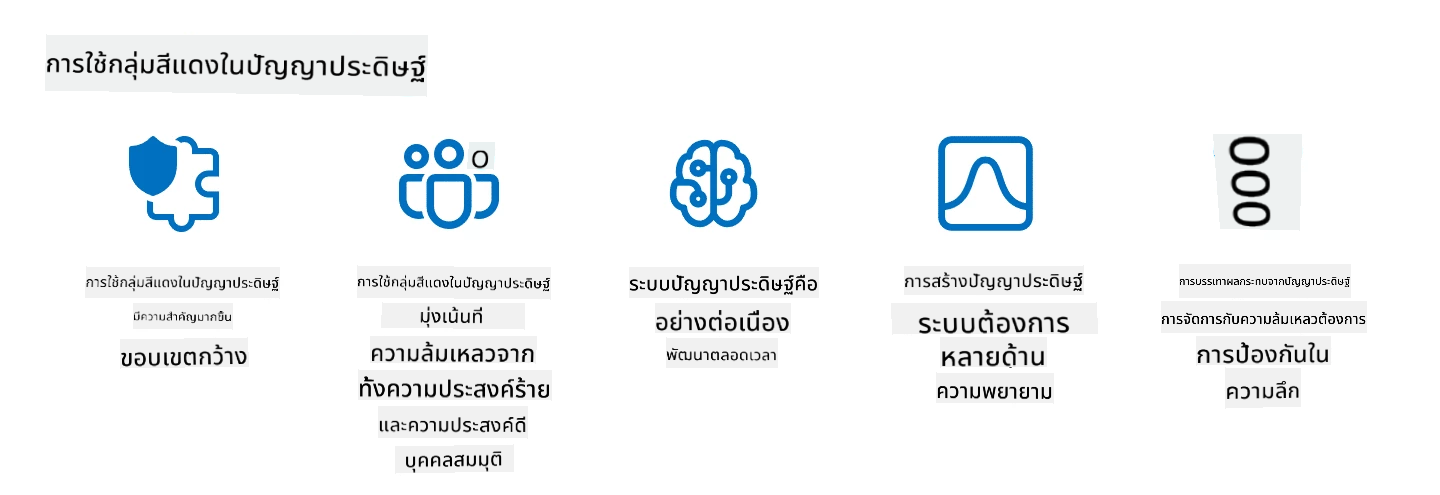 การใช้กลุ่มสีแดงในปัญญาประดิษฐ์
o
000
การใช้กลุ่มสีแดงในปัญญาประดิษฐ์
มีความสำคัญมากขึ้น
ขอบเขตกว้าง
การใช้กลุ่มสีแดงในปัญญาประดิษฐ์
มุ่งเน้นที่
ความล้มเหลวจาก
ทั้งความประสงค์ร้าย
และความประสงค์ดี
บุคคลสมมุติ
ระบบปัญญาประดิษฐ์คือ
อย่างต่อเนื่อง
พัฒนาตลอดเวลา
การสร้างปัญญาประดิษฐ์
ระบบต้องการ
หลายด้าน
ความพยายาม
การบรรเทาผลกระทบจากปัญญาประดิษฐ์
การจัดการกับความล้มเหลวต้องการ
การป้องกันใน
ความลึก